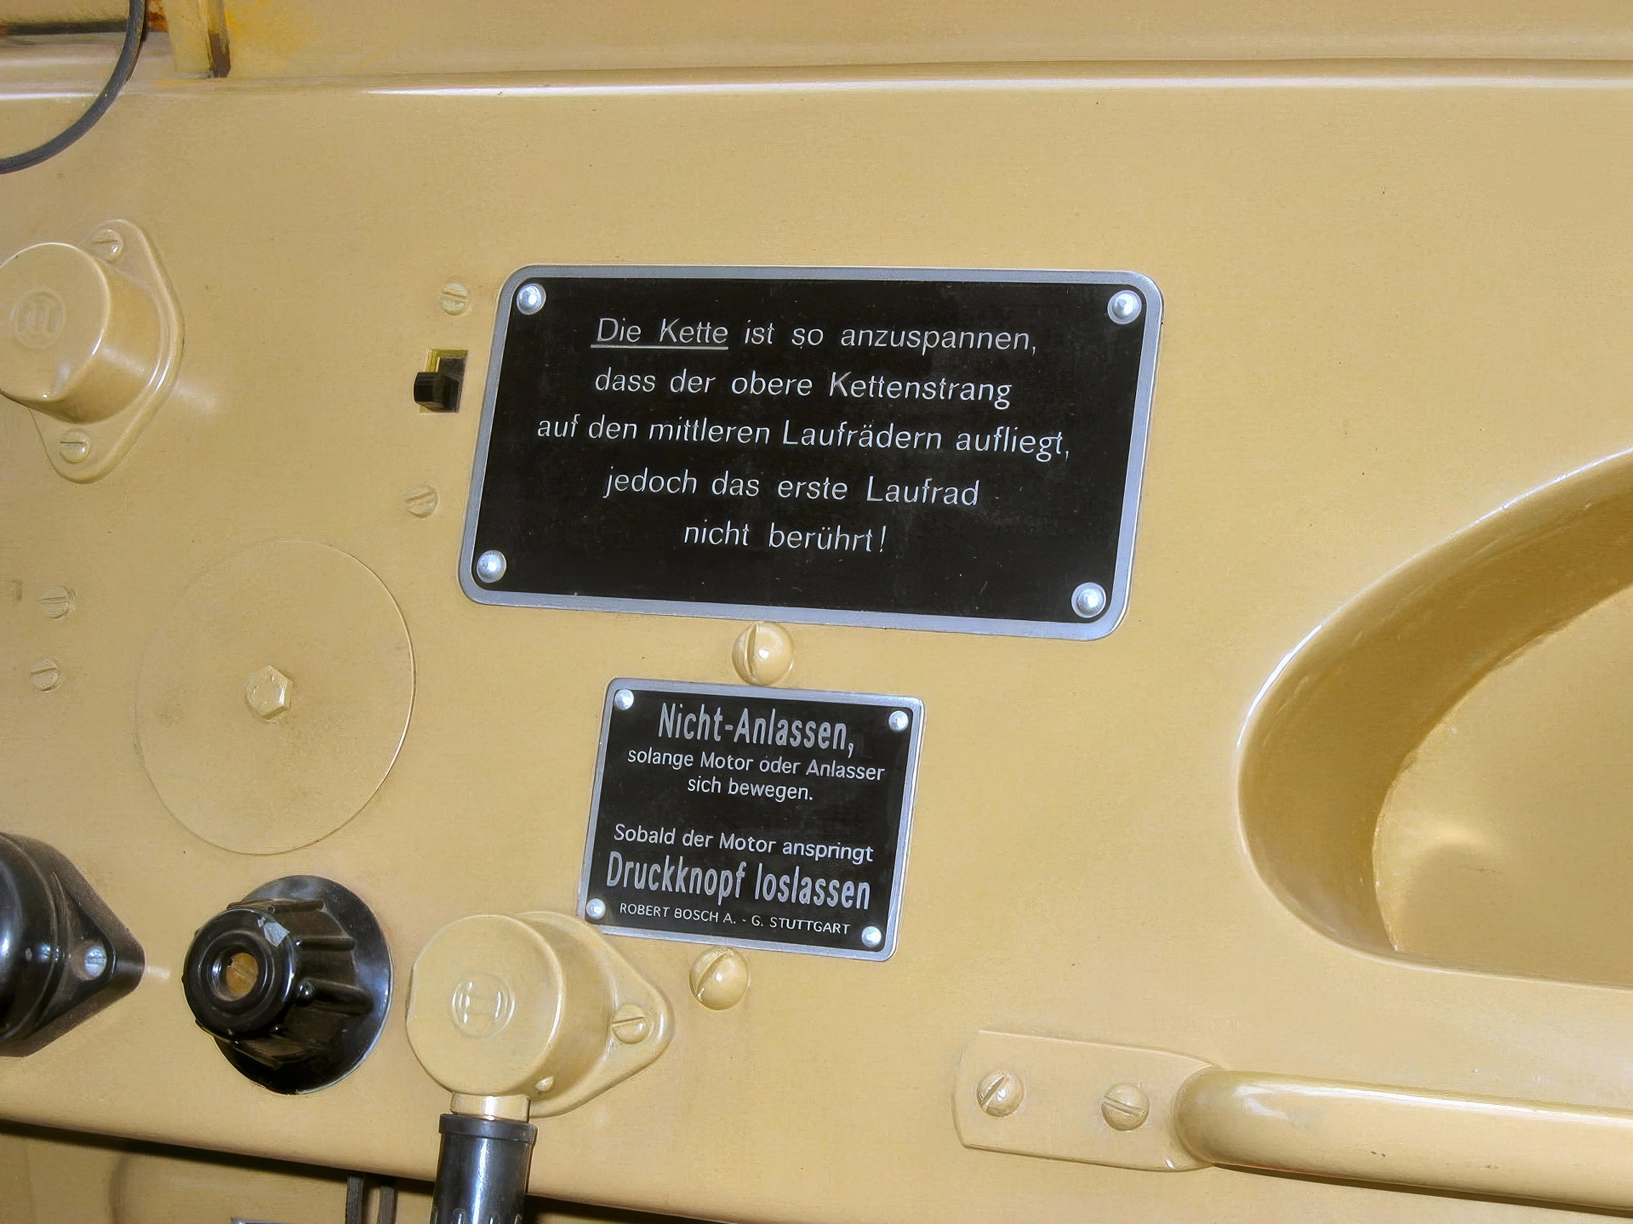 Die Kette ist so anzuspannen,
dass der obere Kettenstrang
auf den mittleren Laufrädern aufliegt,
jedoch das erste Laufrad
nicht berührt!
Nicht-Anlassen,
solange Motor oder Anlasser
sich bewegen.
Sobald der Motor anspringt
Druckknopf loslassen
ROBERT BOSCH A. - G. STUTTGART